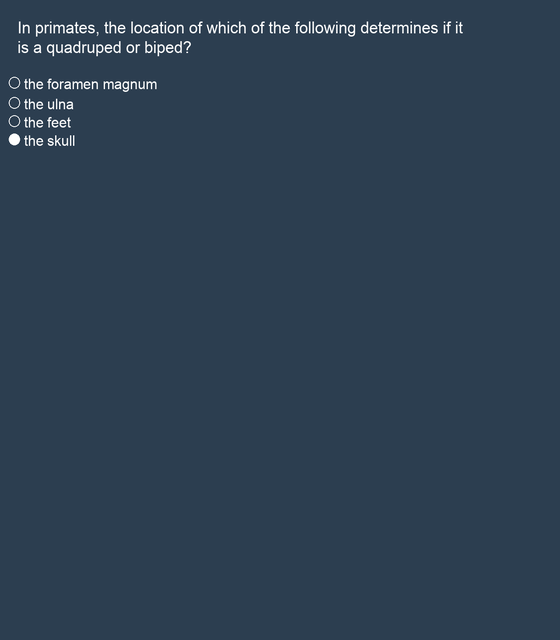 In primates, the location of which of the following determines if it
is a quadruped or biped?
the foramen magnum
the ulna
the feet
the skull